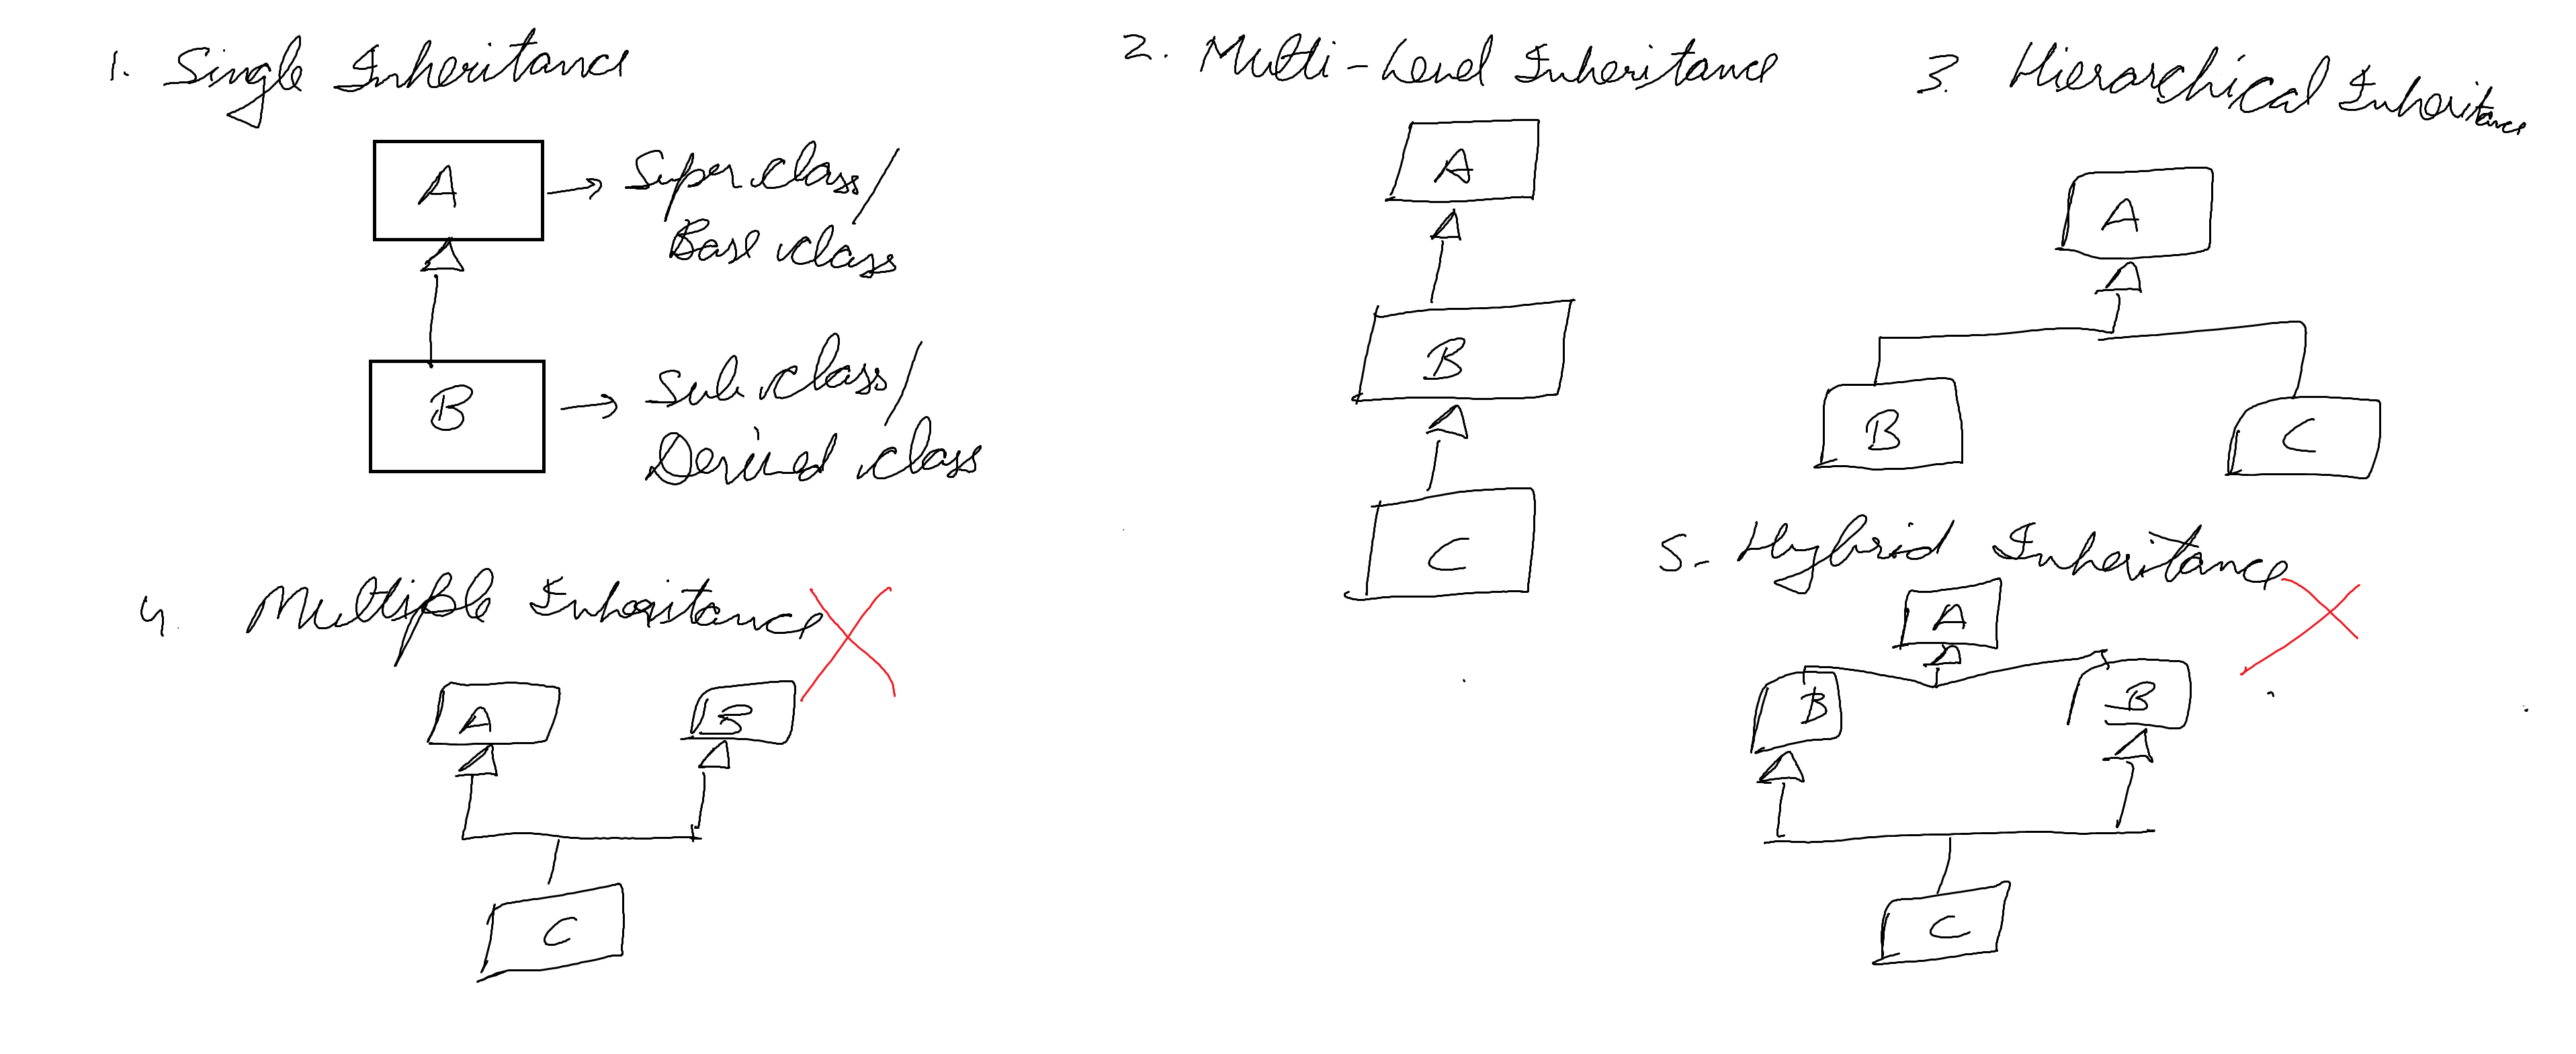 1. Single Inheritance
A → Super class/
Base class
B → Sub class/
Derived class
2. Multi-Level Inheritance
A
B
C
3. Hierarchical Inheritance
A
B C
4. Multiple Inheritance
A B
C
5- Hybrid Inheritance
A
B B
C